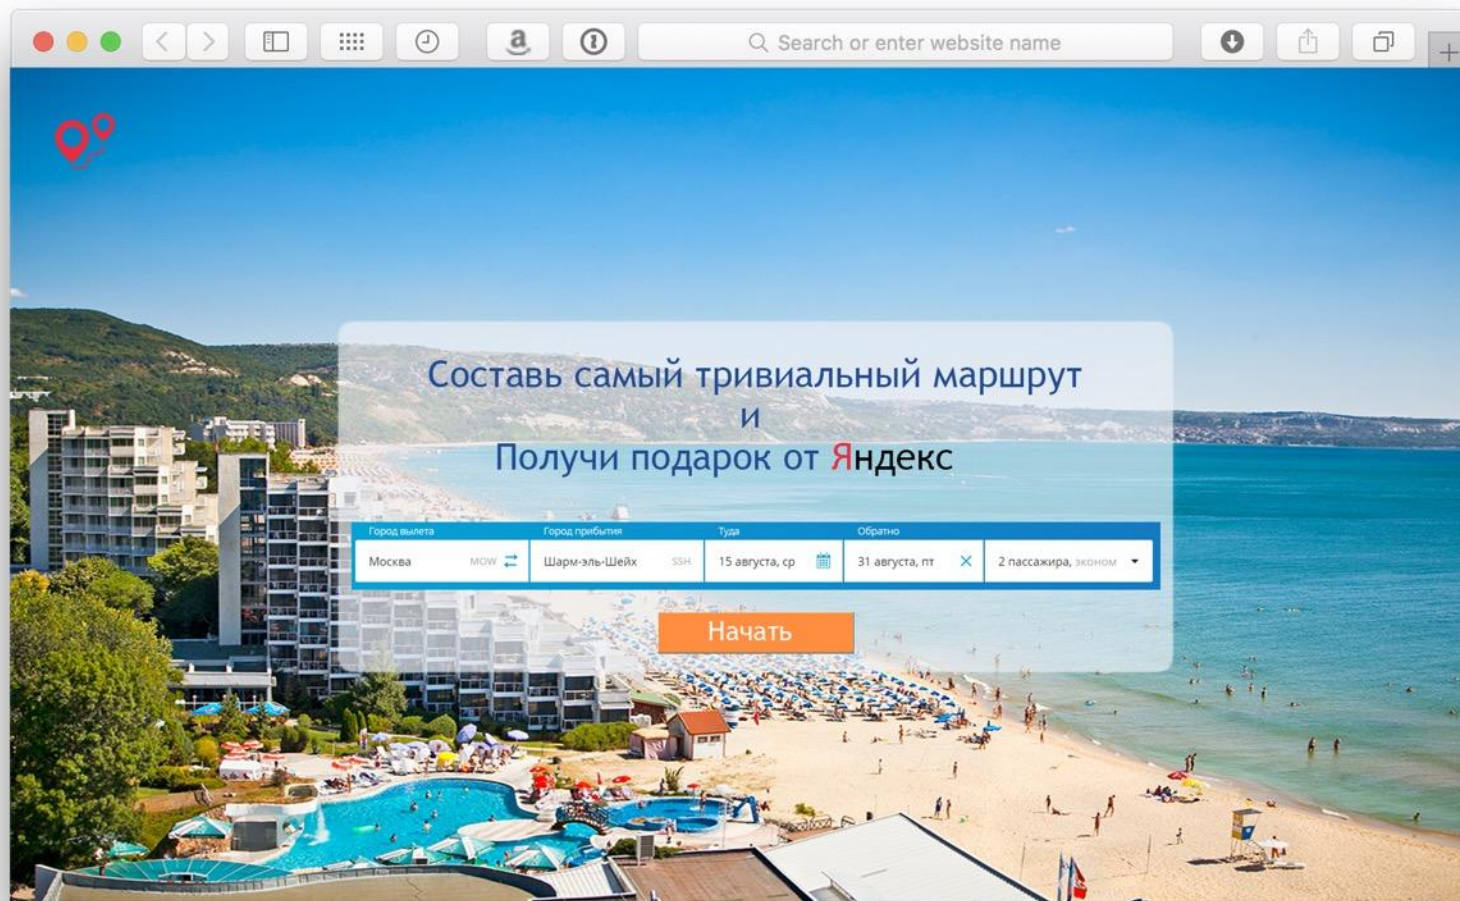 Search or enter website name
Составь самый тривиальный маршрут
и
Получи подарок от Яндекс
Город вылета Город прибытия Туда Обратно
Москва MOW Шарм-эль-Шейх SSH 15 августа, ср 31 августа, пт 2 пассажира, эконом
Начать